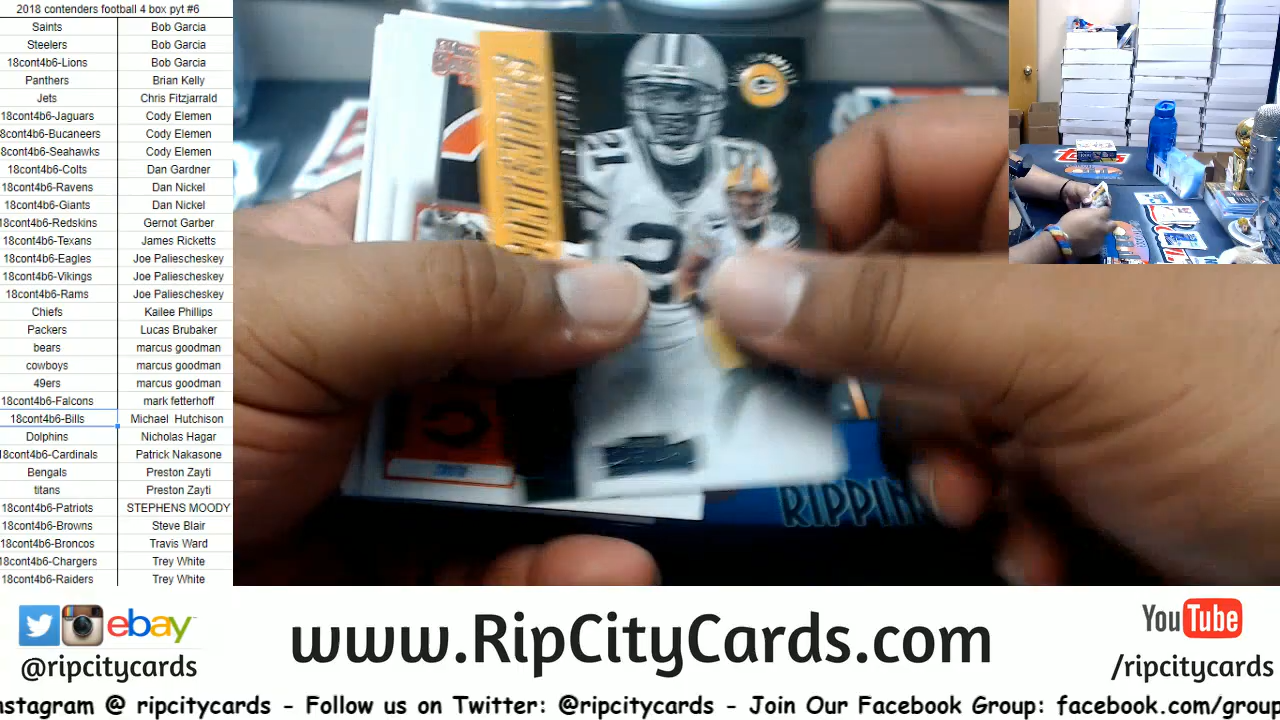 2018 contenders football 4 box pyt #6
Saints Bob Garcia
Steelers Bob Garcia
18cont4b6-Lions Bob Garcia
Panthers Brian Kelly
Jets Chris Fitzjarrald
18cont4b6-Jaguars Cody Elemen
18cont4b6-Bucaneers Cody Elemen
18cont4b6-Seahawks Cody Elemen
18cont4b6-Colts Dan Gardner
18cont4b6-Ravens Dan Nickel
18cont4b6-Giants Dan Nickel
18cont4b6-Redskins Gernot Garber
18cont4b6-Texans James Ricketts
18cont4b6-Eagles Joe Paliescheskey
18cont4b6-Vikings Joe Paliescheskey
18cont4b6-Rams Joe Paliescheskey
Chiefs Kailee Phillips
Packers Lucas Brubaker
bears marcus goodman
cowboys marcus goodman
49ers marcus goodman
18cont4b6-Falcons mark fetterhoff
18cont4b6-Bills Michael Hutchison
Dolphins Nicholas Hagar
18cont4b6-Cardinals Patrick Nakasone
Bengals Preston Zayti
titans Preston Zayti
18cont4b6-Patriots STEPHENS MOODY
18cont4b6-Browns Steve Blair
18cont4b6-Broncos Travis Ward
18cont4b6-Chargers Trey White
18cont4b6-Raiders Trey White
21
2
RIPPIN
ebay
@ripcitycards
www.RipCityCards.com
YouTube
/ripcitycards
nstagram @ ripcitycards - Follow us on Twitter: @ripcitycards - Join Our Facebook Group: facebook.com/group